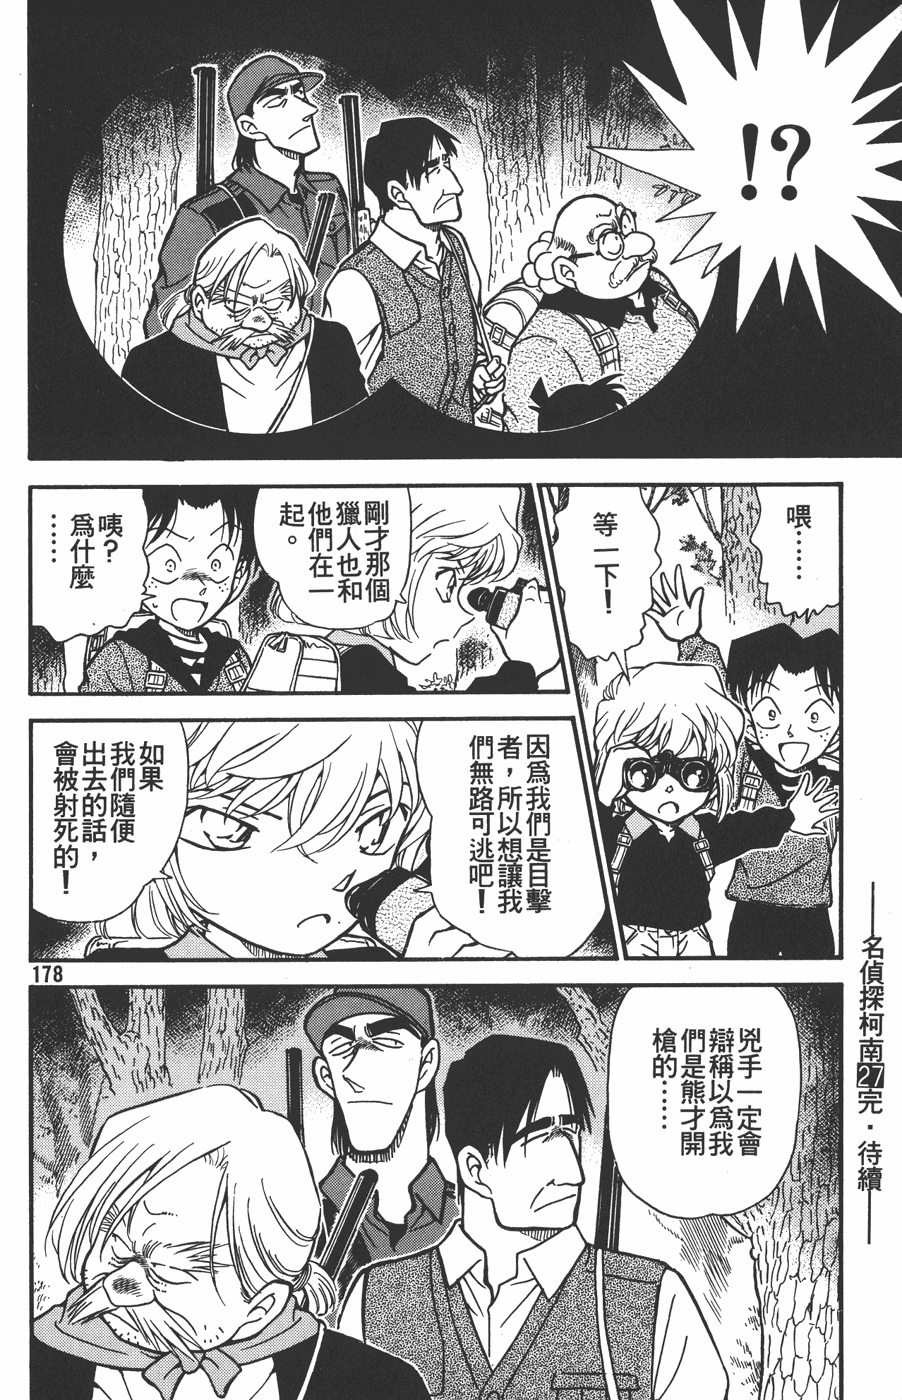 !?
喂……
等一下！
剛才那個
獵人也和
他們在一
起。
咦？
為什麼
……
因為我們是目擊
者，所以想讓我
們無路可逃吧！
如果
我們隨便
出去的話，
會被射死的！
178
兇手一定會
辯稱以為我
們是熊才開
槍的……
——名偵探柯南27完·待續——